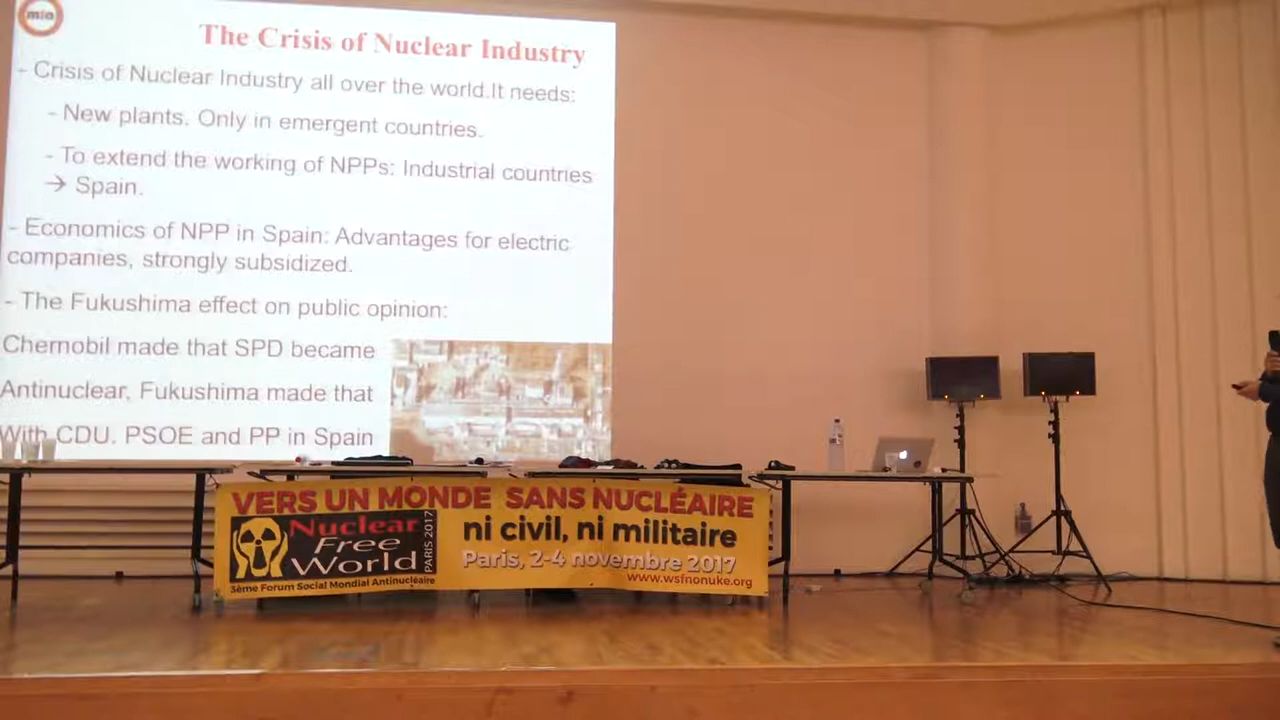 mia
The Crisis of Nuclear Industry
- Crisis of Nuclear Industry all over the world.It needs:
- New plants. Only in emergent countries.
- To extend the working of NPPs: Industrial countries
→ Spain.
- Economics of NPP in Spain: Advantages for electric
companies, strongly subsidized.
- The Fukushima effect on public opinion:
Chernobil made that SPD became
Antinuclear, Fukushima made that
With CDU. PSOE and PP in Spain
VERS UN MONDE SANS NUCLÉAIRE
ni civil, ni militaire
Nuclear
Free
World
PARIS 2017
Paris, 2-4 novembre 2017
www.wsfnonuke.org
3ème Forum Social Mondial Antinucléaire